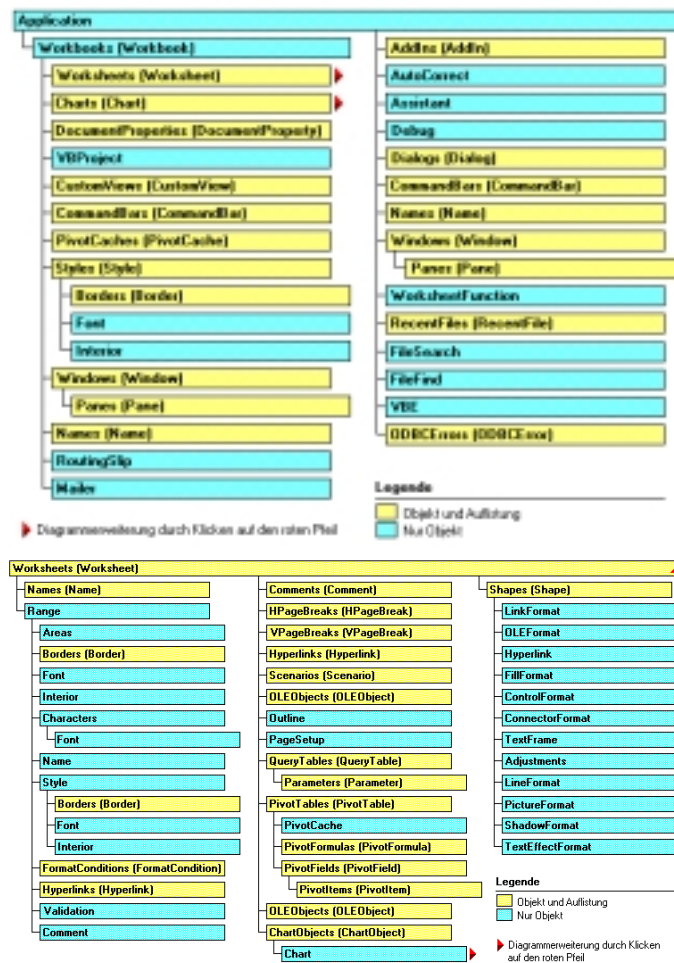 Application
Workbooks (Workbook)
Worksheets (Worksheet)
Charts (Chart)
DocumentProperties (DocumentProperty)
VBProject
CustomViews (CustomView)
CommandBars (CommandBar)
PivotCaches (PivotCache)
Styles (Style)
Borders (Border)
Font
Interior
Windows (Window)
Panes (Pane)
Names (Name)
RoutingSlip
Mailer
Diagrammerweiterung durch Klicken auf den roten Pfeil
AddIns (AddIn)
AutoCorrect
Assistant
Debug
Dialogs (Dialog)
CommandBars (CommandBar)
Names (Name)
Windows (Window)
Panes (Pane)
WorksheetFunction
RecentFiles (RecentFile)
FileSearch
FileFind
VBE
ODBCErrors (ODBCError)
Legende
Objekt und Auflistung
Nur Objekt
Worksheets (Worksheet)
Names (Name)
Range
Areas
Borders (Border)
Font
Interior
Characters
Font
Name
Style
Borders (Border)
Font
Interior
FormatConditions (FormatCondition)
Hyperlinks (Hyperlink)
Validation
Comment
Comments (Comment)
HPageBreaks (HPageBreak)
VPageBreaks (VPageBreak)
Hyperlinks (Hyperlink)
Scenarios (Scenario)
OLEObjects (OLEObject)
Outline
PageSetup
QueryTables (QueryTable)
Parameters (Parameter)
PivotTables (PivotTable)
PivotCache
PivotFormulas (PivotFormula)
PivotFields (PivotField)
PivotItems (PivotItem)
OLEObjects (OLEObject)
ChartObjects (ChartObject)
Chart
Shapes (Shape)
LinkFormat
OLEFormat
Hyperlink
FillFormat
ControlFormat
ConnectorFormat
TextFrame
Adjustments
LineFormat
PictureFormat
ShadowFormat
TextEffectFormat
Legende
Objekt und Auflistung
Nur Objekt
Diagrammerweiterung durch Klicken
auf den roten Pfeil